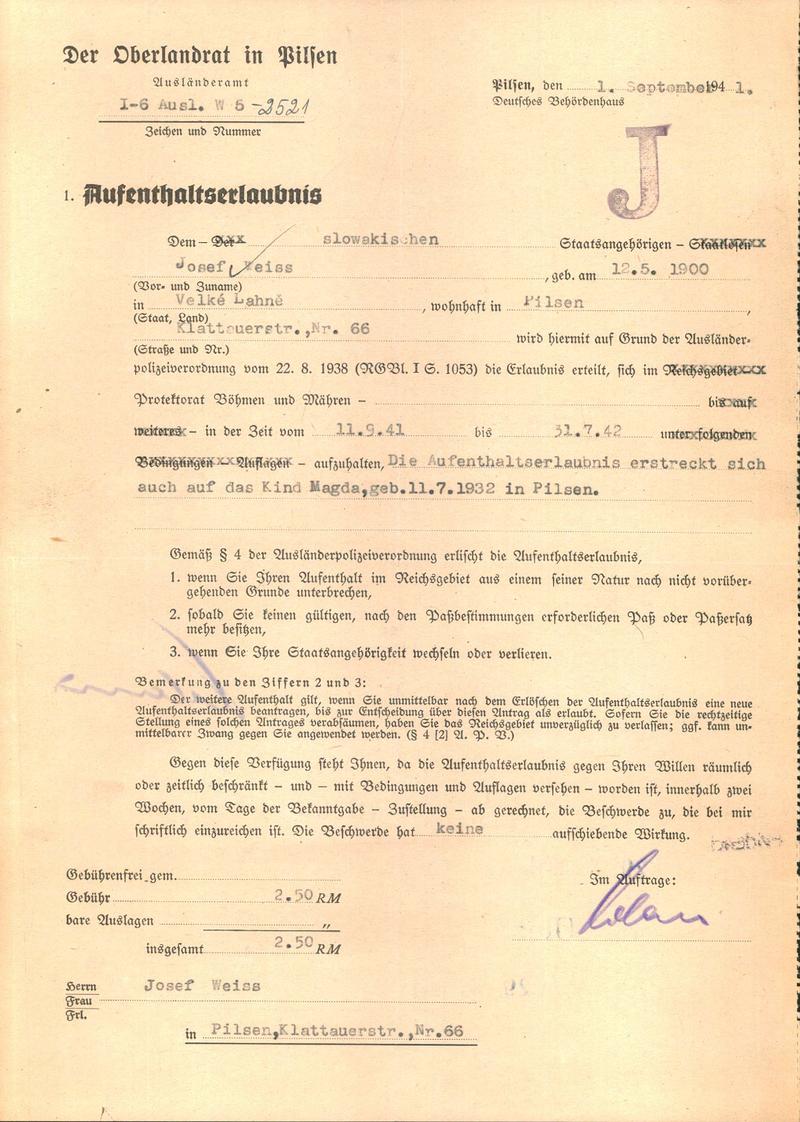 Der Oberlandrat in Pilsen
Ausländeramt
I-6 Ausl. W 5-2521
Zeichen und Nummer
Pilsen, den 1. September 1941.
Deutsches Behördenhaus
J
1. Aufenthaltserlaubnis
Dem – Der slowakischen Staatsangehörigen – Staatlosen
Josef Weiss, geb. am 12.5. 1900
(Vor- und Zuname)
in Velké Lahně, wohnhaft in Pilsen,
(Staat, Land)
Klattauerstr.,Nr. 66 wird hiermit auf Grund der Ausländer-
(Straße und Nr.)
polizeiverordnung vom 22. 8. 1938 (RGBl. I S. 1053) die Erlaubnis erteilt, sich im Reichsgebiet
Protektorat Böhmen und Mähren – bis auf
weiteres – in der Zeit vom 11.9.41 bis 31.7.42 unter folgenden
Bedingungen Auflagen – aufzuhalten, Die Aufenthaltserlaubnis erstreckt sich
auch auf das Kind Magda,geb.11.7.1932 in Pilsen.
Gemäß § 4 der Ausländerpolizeiverordnung erlischt die Aufenthaltserlaubnis,
1. wenn Sie Ihren Aufenthalt im Reichsgebiet aus einem seiner Natur nach nicht vorüber-
gehenden Grunde unterbrechen,
2. sobald Sie keinen gültigen, nach den Paßbestimmungen erforderlichen Paß oder Paßersatz
mehr besitzen,
3. wenn Sie Ihre Staatsangehörigkeit wechseln oder verlieren.
Bemerkung zu den Ziffern 2 und 3:
Der weitere Aufenthalt gilt, wenn Sie unmittelbar nach dem Erlöschen der Aufenthaltserlaubnis eine neue
Aufenthaltserlaubnis beantragen, bis zur Entscheidung über diesen Antrag als erlaubt. Sofern Sie die rechtzeitige
Stellung eines solchen Antrages verabsäumen, haben Sie das Reichsgebiet unverzüglich zu verlassen; ggf. kann un-
mittelbarer Zwang gegen Sie angewendet werden. (§ 4 [2] A. P. V.)
Gegen diese Verfügung steht Ihnen, da die Aufenthaltserlaubnis gegen Ihren Willen räumlich
oder zeitlich beschränkt – und – mit Bedingungen und Auflagen versehen – worden ist, innerhalb zwei
Wochen, vom Tage der Bekanntgabe – Zustellung – ab gerechnet, die Beschwerde zu, die bei mir
schriftlich einzureichen ist. Die Beschwerde hat keine aufschiebende Wirkung.
Gebührenfrei gem.
Gebühr 2.50 RM
bare Auslagen „
insgesamt 2.50 RM
Im Auftrage:
Herrn Josef Weiss
Frau
Frl.
in Pilsen,Klattauerstr.,Nr.66